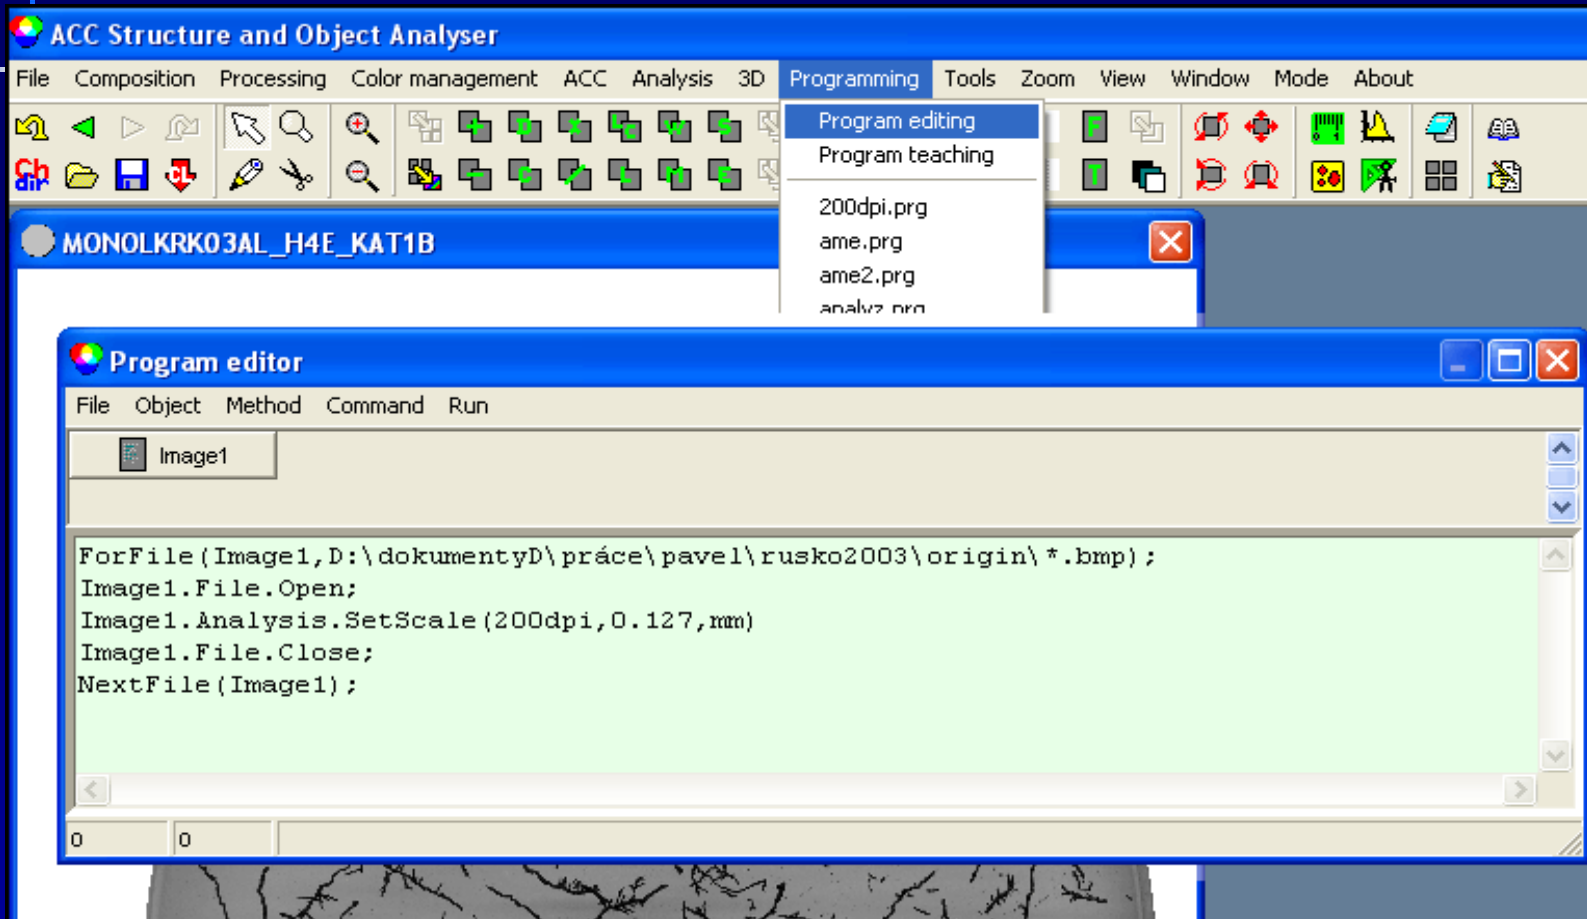 ACC Structure and Object Analyser
File Composition Processing Color management ACC Analysis 3D Programming Tools Zoom View Window Mode About
Program editing
Program teaching
200dpi.prg
ame.prg
ame2.prg
analyz.prg
MONOLKRK03AL_H4E_KAT1B
Program editor
File Object Method Command Run
Image1
ForFile(Image1,D:\dokumentyD\práce\pavel\rusko2003\origin\*.bmp);
Image1.File.Open;
Image1.Analysis.SetScale(200dpi,0.127,mm)
Image1.File.Close;
NextFile(Image1);
0 0